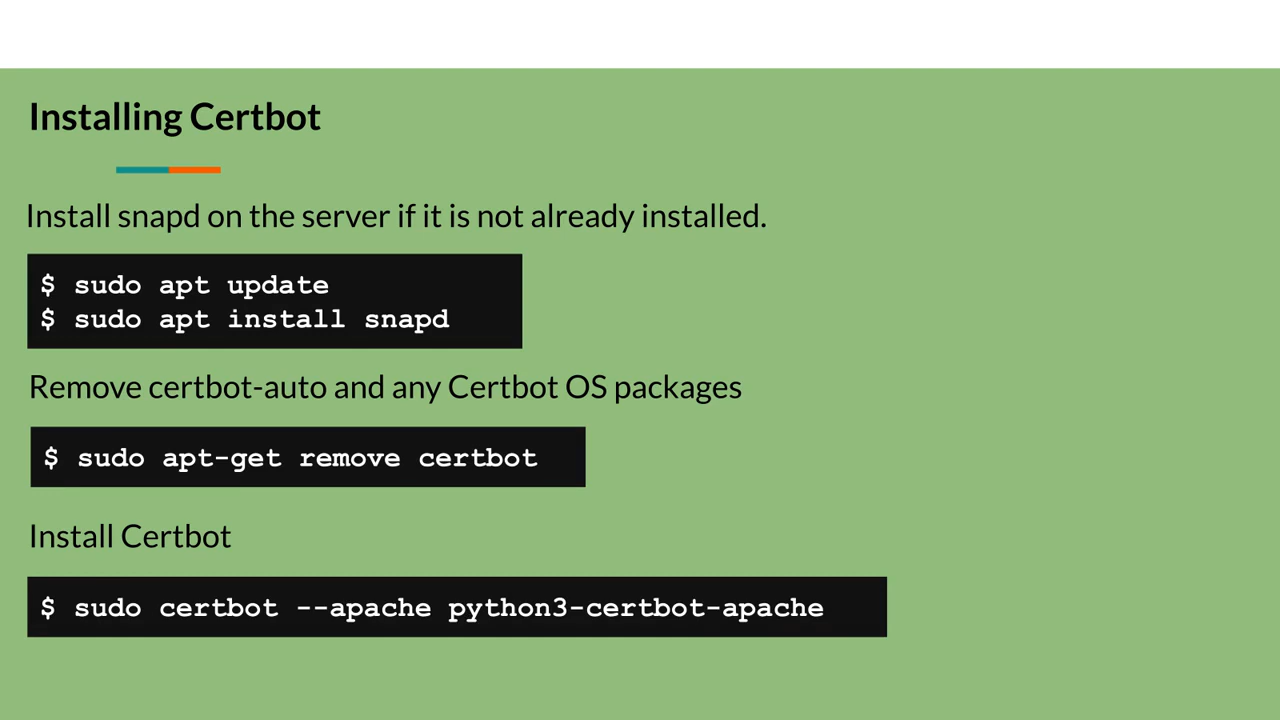 Installing Certbot
Install snapd on the server if it is not already installed.
$ sudo apt update
$ sudo apt install snapd
Remove certbot-auto and any Certbot OS packages
$ sudo apt-get remove certbot
Install Certbot
$ sudo certbot --apache python3-certbot-apache